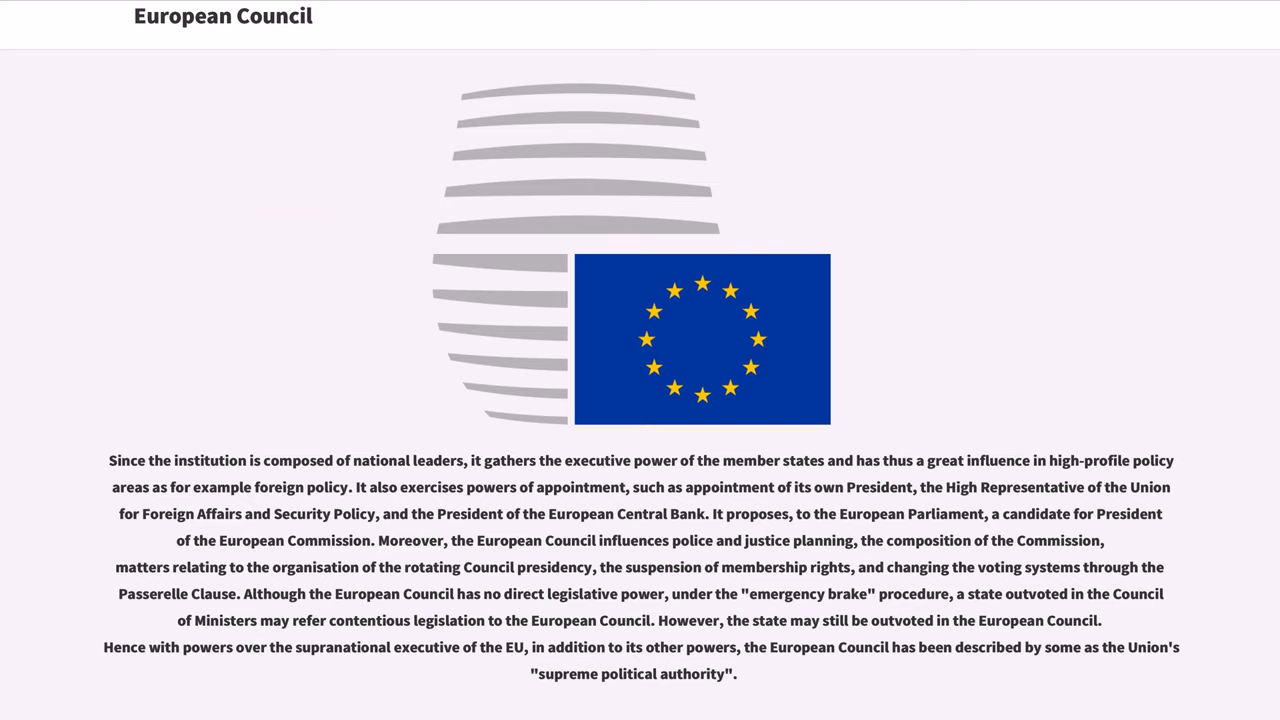 European Council
Since the institution is composed of national leaders, it gathers the executive power of the member states and has thus a great influence in high-profile policy
areas as for example foreign policy. It also exercises powers of appointment, such as appointment of its own President, the High Representative of the Union
for Foreign Affairs and Security Policy, and the President of the European Central Bank. It proposes, to the European Parliament, a candidate for President
of the European Commission. Moreover, the European Council influences police and justice planning, the composition of the Commission,
matters relating to the organisation of the rotating Council presidency, the suspension of membership rights, and changing the voting systems through the
Passerelle Clause. Although the European Council has no direct legislative power, under the "emergency brake" procedure, a state outvoted in the Council
of Ministers may refer contentious legislation to the European Council. However, the state may still be outvoted in the European Council.
Hence with powers over the supranational executive of the EU, in addition to its other powers, the European Council has been described by some as the Union's
"supreme political authority".